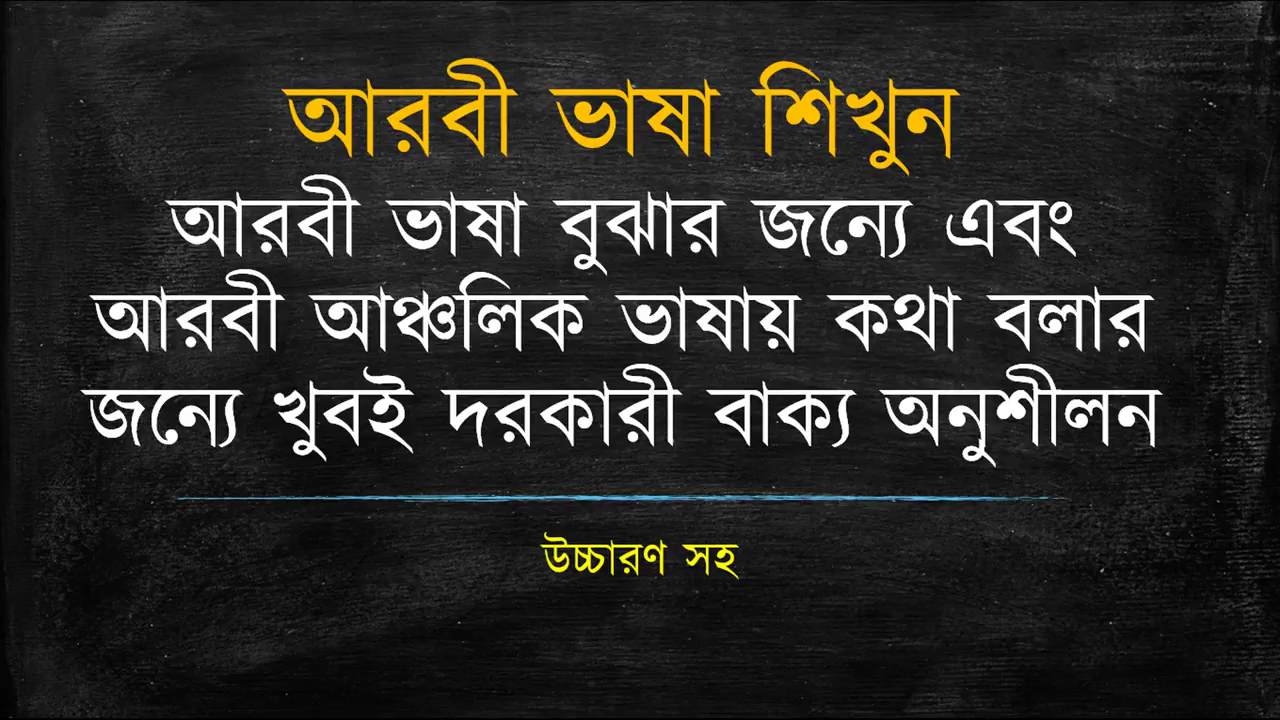 আরবী ভাষা শিখুন
আরবী ভাষা বুঝার জন্যে এবং
আরবী আঞ্চলিক ভাষায় কথা বলার
জন্যে খুবই দরকারী বাক্য অনুশীলন
উচ্চারণ সহ